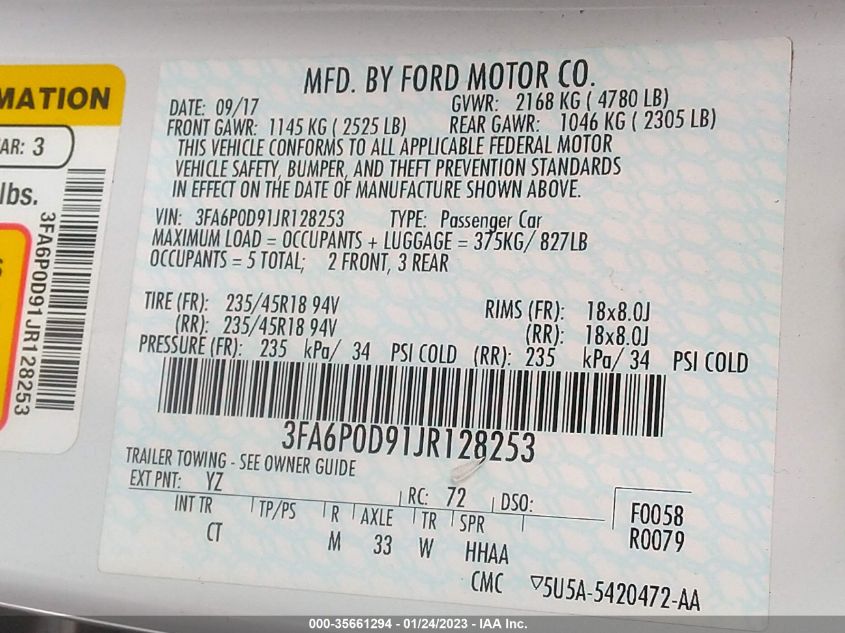 MATION
AR: 3
lbs.
3FA6P0D91JR128253
MFD. BY FORD MOTOR CO.
DATE: 09/17 GVWR: 2168 KG ( 4780 LB)
FRONT GAWR: 1145 KG ( 2525 LB) REAR GAWR: 1046 KG ( 2305 LB)
THIS VEHICLE CONFORMS TO ALL APPLICABLE FEDERAL MOTOR
VEHICLE SAFETY, BUMPER, AND THEFT PREVENTION STANDARDS
IN EFFECT ON THE DATE OF MANUFACTURE SHOWN ABOVE.
VIN: 3FA6P0D91JR128253 TYPE: Passenger Car
MAXIMUM LOAD = OCCUPANTS + LUGGAGE = 375KG/ 827LB
OCCUPANTS = 5 TOTAL; 2 FRONT, 3 REAR
TIRE (FR): 235/45R18 94V RIMS (FR): 18x8.0J
(RR): 235/45R18 94V (RR): 18x8.0J
PRESSURE (FR): 235 kPa/ 34 PSI COLD (RR): 235 kPa/ 34 PSI COLD
3FA6P0D91JR128253
TRAILER TOWING - SEE OWNER GUIDE
EXT PNT: YZ RC: 72 DSO:
INT TR TP/PS R AXLE TR SPR F0058
CT M 33 W HHAA R0079
CMC ▽5U5A-5420472-AA
000-35661294 - 01/24/2023 - IAA Inc.